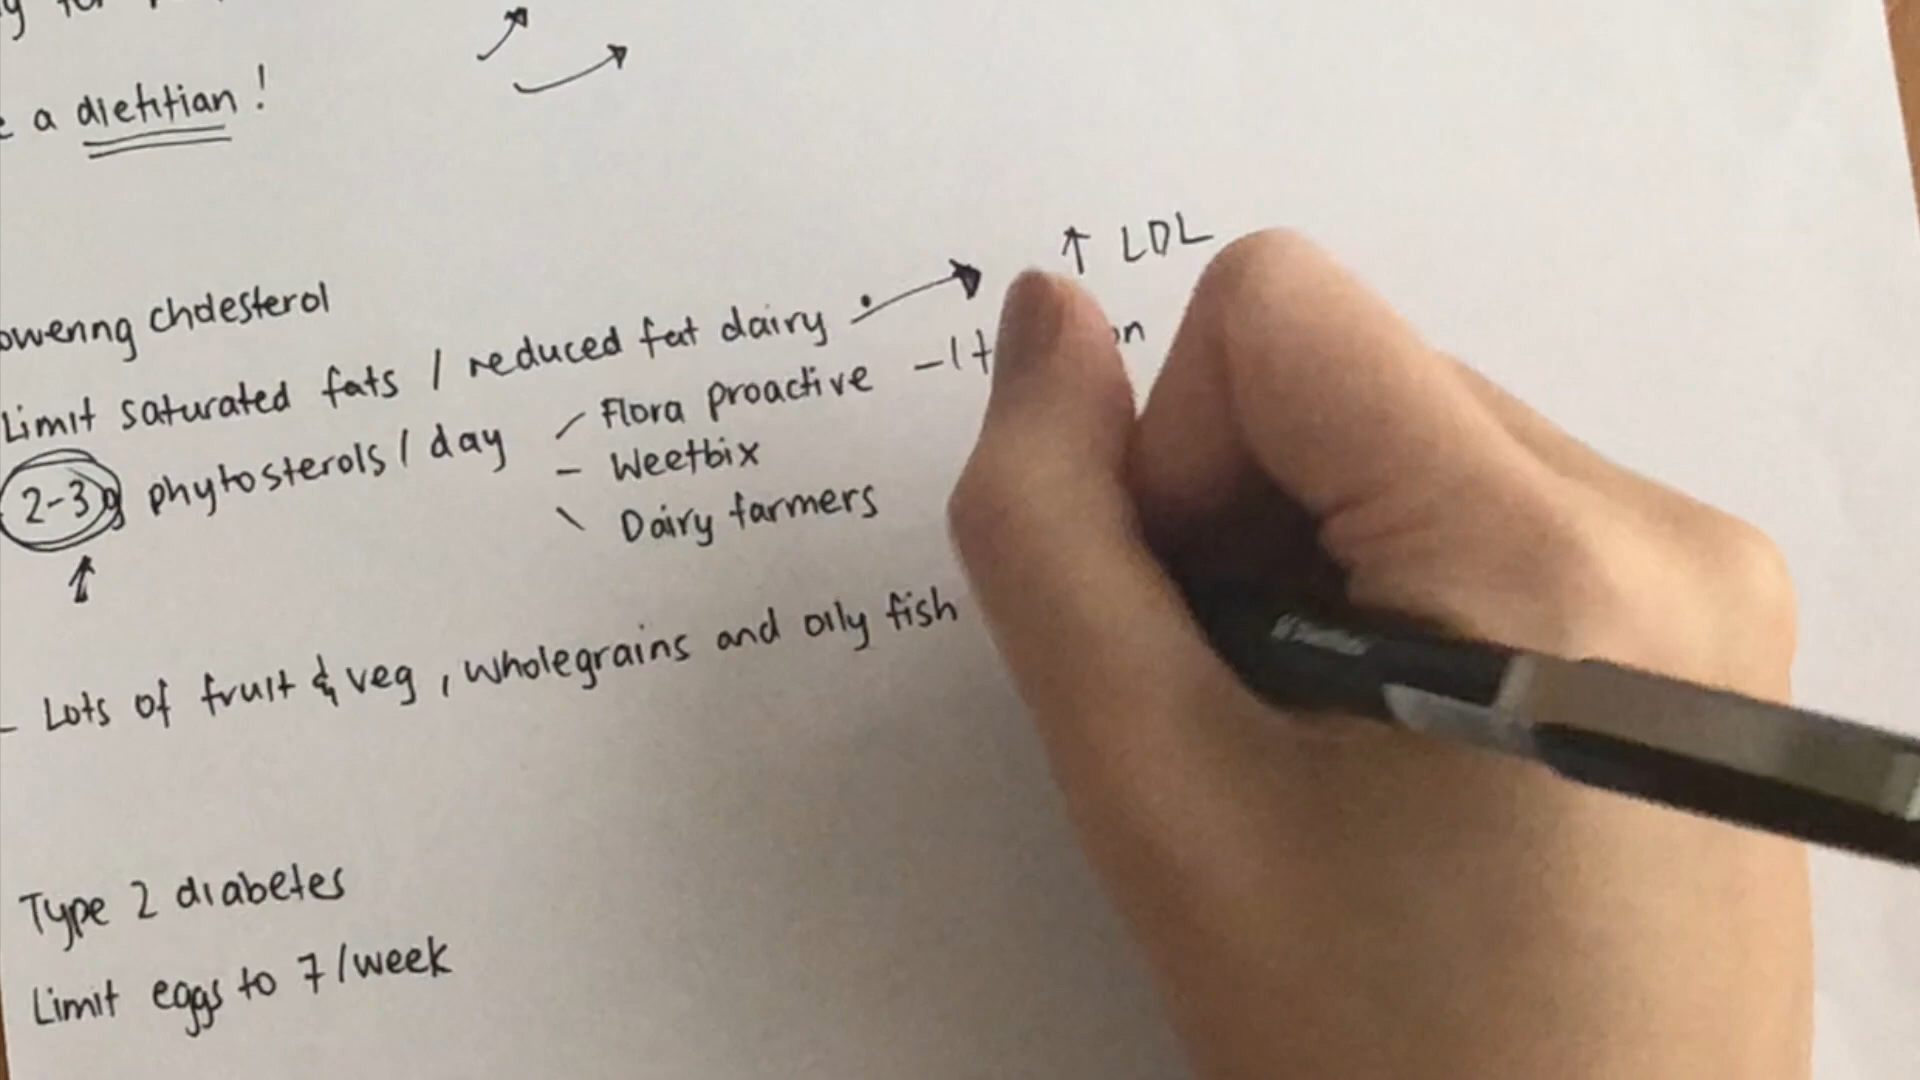 a dietitian!
↑ LDL
cholesterol
Limit saturated fats / reduced fat dairy
2-3g phytosterols / day
Flora proactive
- Weetbix
Dairy farmers
- Lots of fruit & veg, wholegrains and oily fish
Type 2 diabetes
Limit eggs to 7/week